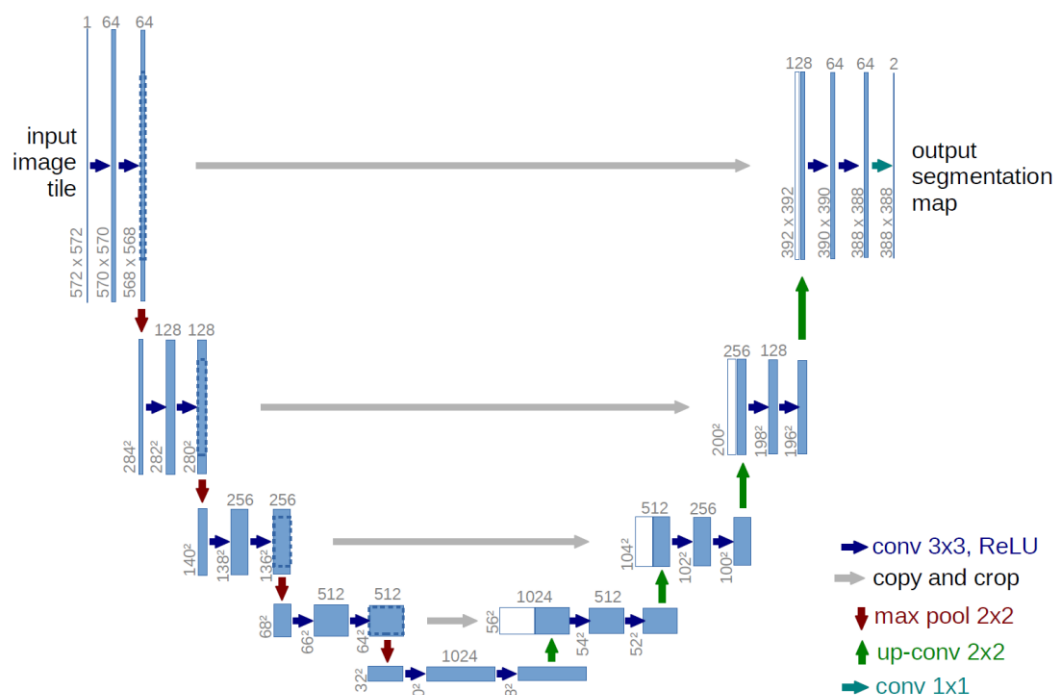 1 64 64
input
image
tile
572 x 572
570 x 570
568 x 568
128 64 64 2
output
segmentation
map
392 x 392
390 x 390
388 x 388
388 x 388
128 128
284²
282²
280²
256 128
200²
198²
196²
256 256
140²
138²
136²
512 256
104²
102²
100²
512 512
68²
66²
64²
1024 512
56²
54²
52²
1024
32²
conv 3x3, ReLU
copy and crop
max pool 2x2
up-conv 2x2
conv 1x1